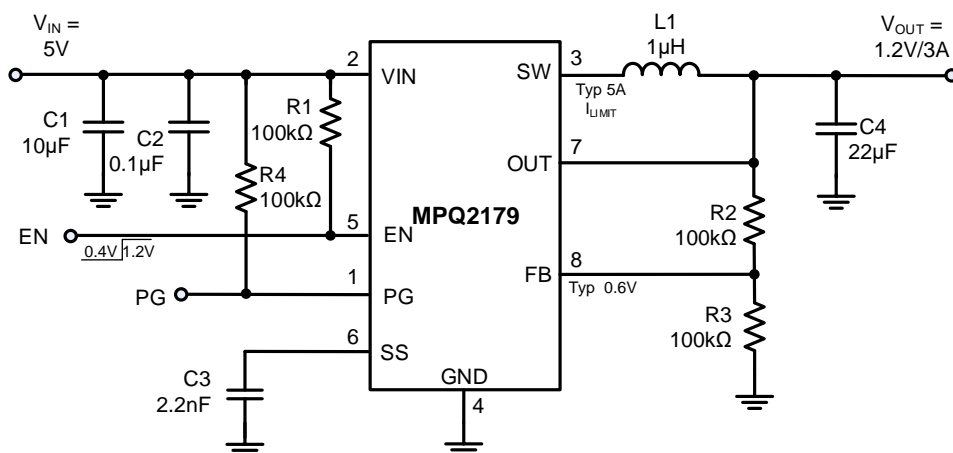 V_IN =
5V
C1
10µF
C2
0.1µF
R4
100kΩ
R1
100kΩ
EN
0.4V 1.2V
PG
C3
2.2nF
2
VIN
5
EN
1
PG
6
SS
MPQ2179
GND
4
3
SW
Typ 5A
I_LIMIT
7
OUT
8
FB
Typ 0.6V
L1
1µH
V_OUT =
1.2V/3A
C4
22µF
R2
100kΩ
R3
100kΩ